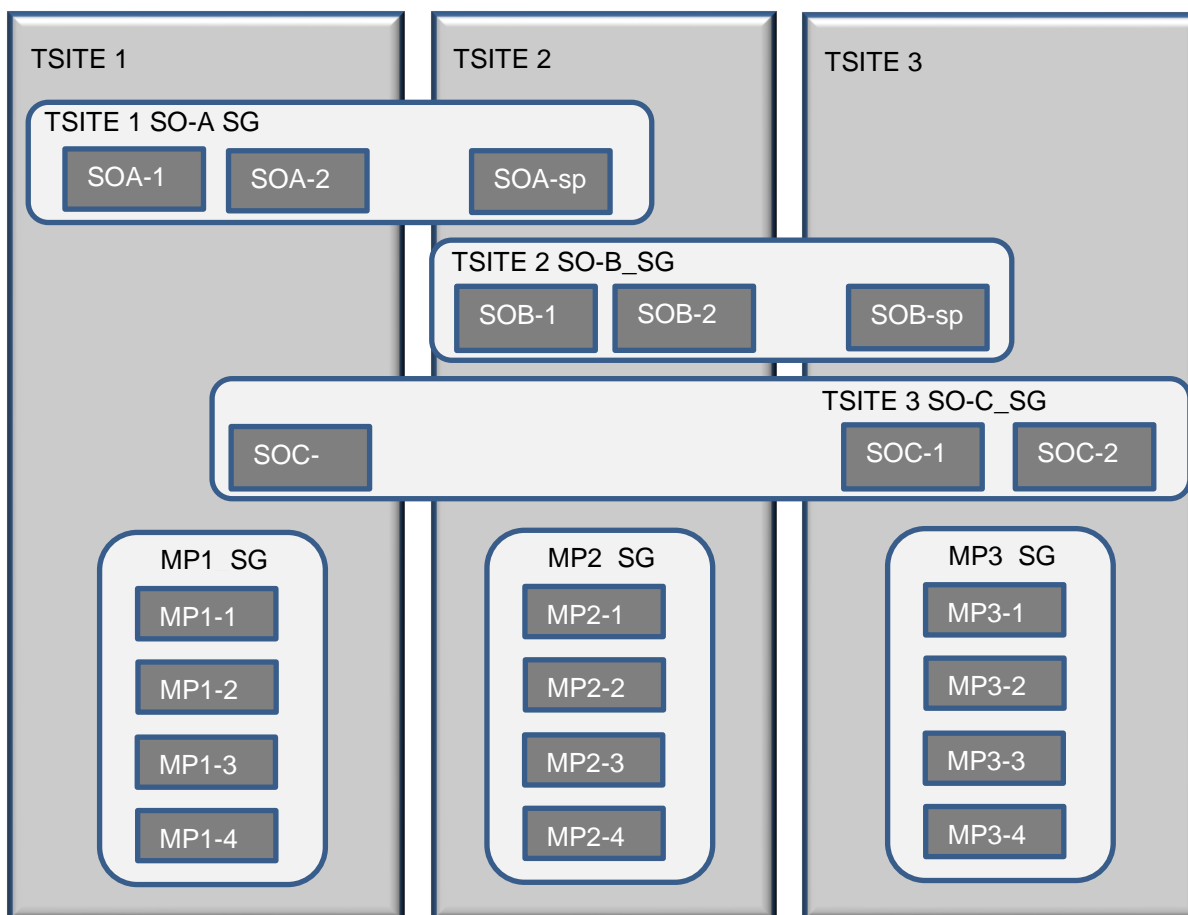 TSITE 1
TSITE 2
TSITE 3
TSITE 1 SO-A SG
SOA-1
SOA-2
SOA-sp
TSITE 2 SO-B_SG
SOB-1
SOB-2
SOB-sp
TSITE 3 SO-C_SG
SOC-
SOC-1
SOC-2
MP1 SG
MP1-1
MP1-2
MP1-3
MP1-4
MP2 SG
MP2-1
MP2-2
MP2-3
MP2-4
MP3 SG
MP3-1
MP3-2
MP3-3
MP3-4